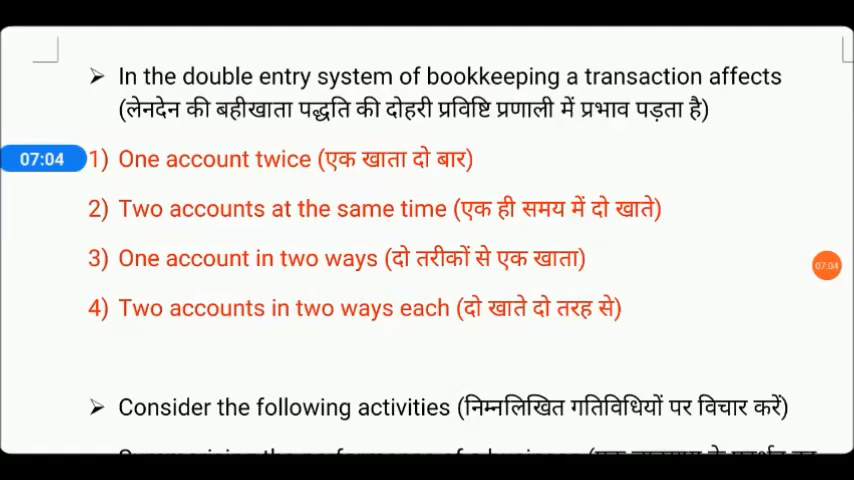 ➤ In the double entry system of bookkeeping a transaction affects
(लेनदेन की बहीखाता पद्धति की दोहरी प्रविष्टि प्रणाली में प्रभाव पड़ता है)
07:04
1) One account twice (एक खाता दो बार)
2) Two accounts at the same time (एक ही समय में दो खाते)
3) One account in two ways (दो तरीकों से एक खाता)
07:04
4) Two accounts in two ways each (दो खाते दो तरह से)
➤ Consider the following activities (निम्नलिखित गतिविधियों पर विचार करें)